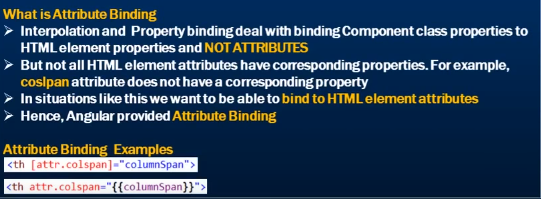 What is Attribute Binding
➢ Interpolation and Property binding deal with binding Component class properties to
HTML element properties and NOT ATTRIBUTES
➢ But not all HTML element attributes have corresponding properties. For example,
coslpan attribute does not have a corresponding property
➢ In situations like this we want to be able to bind to HTML element attributes
➢ Hence, Angular provided Attribute Binding
Attribute Binding Examples
<th [attr.colspan]="columnSpan">
<th attr.colspan="{{columnSpan}}">